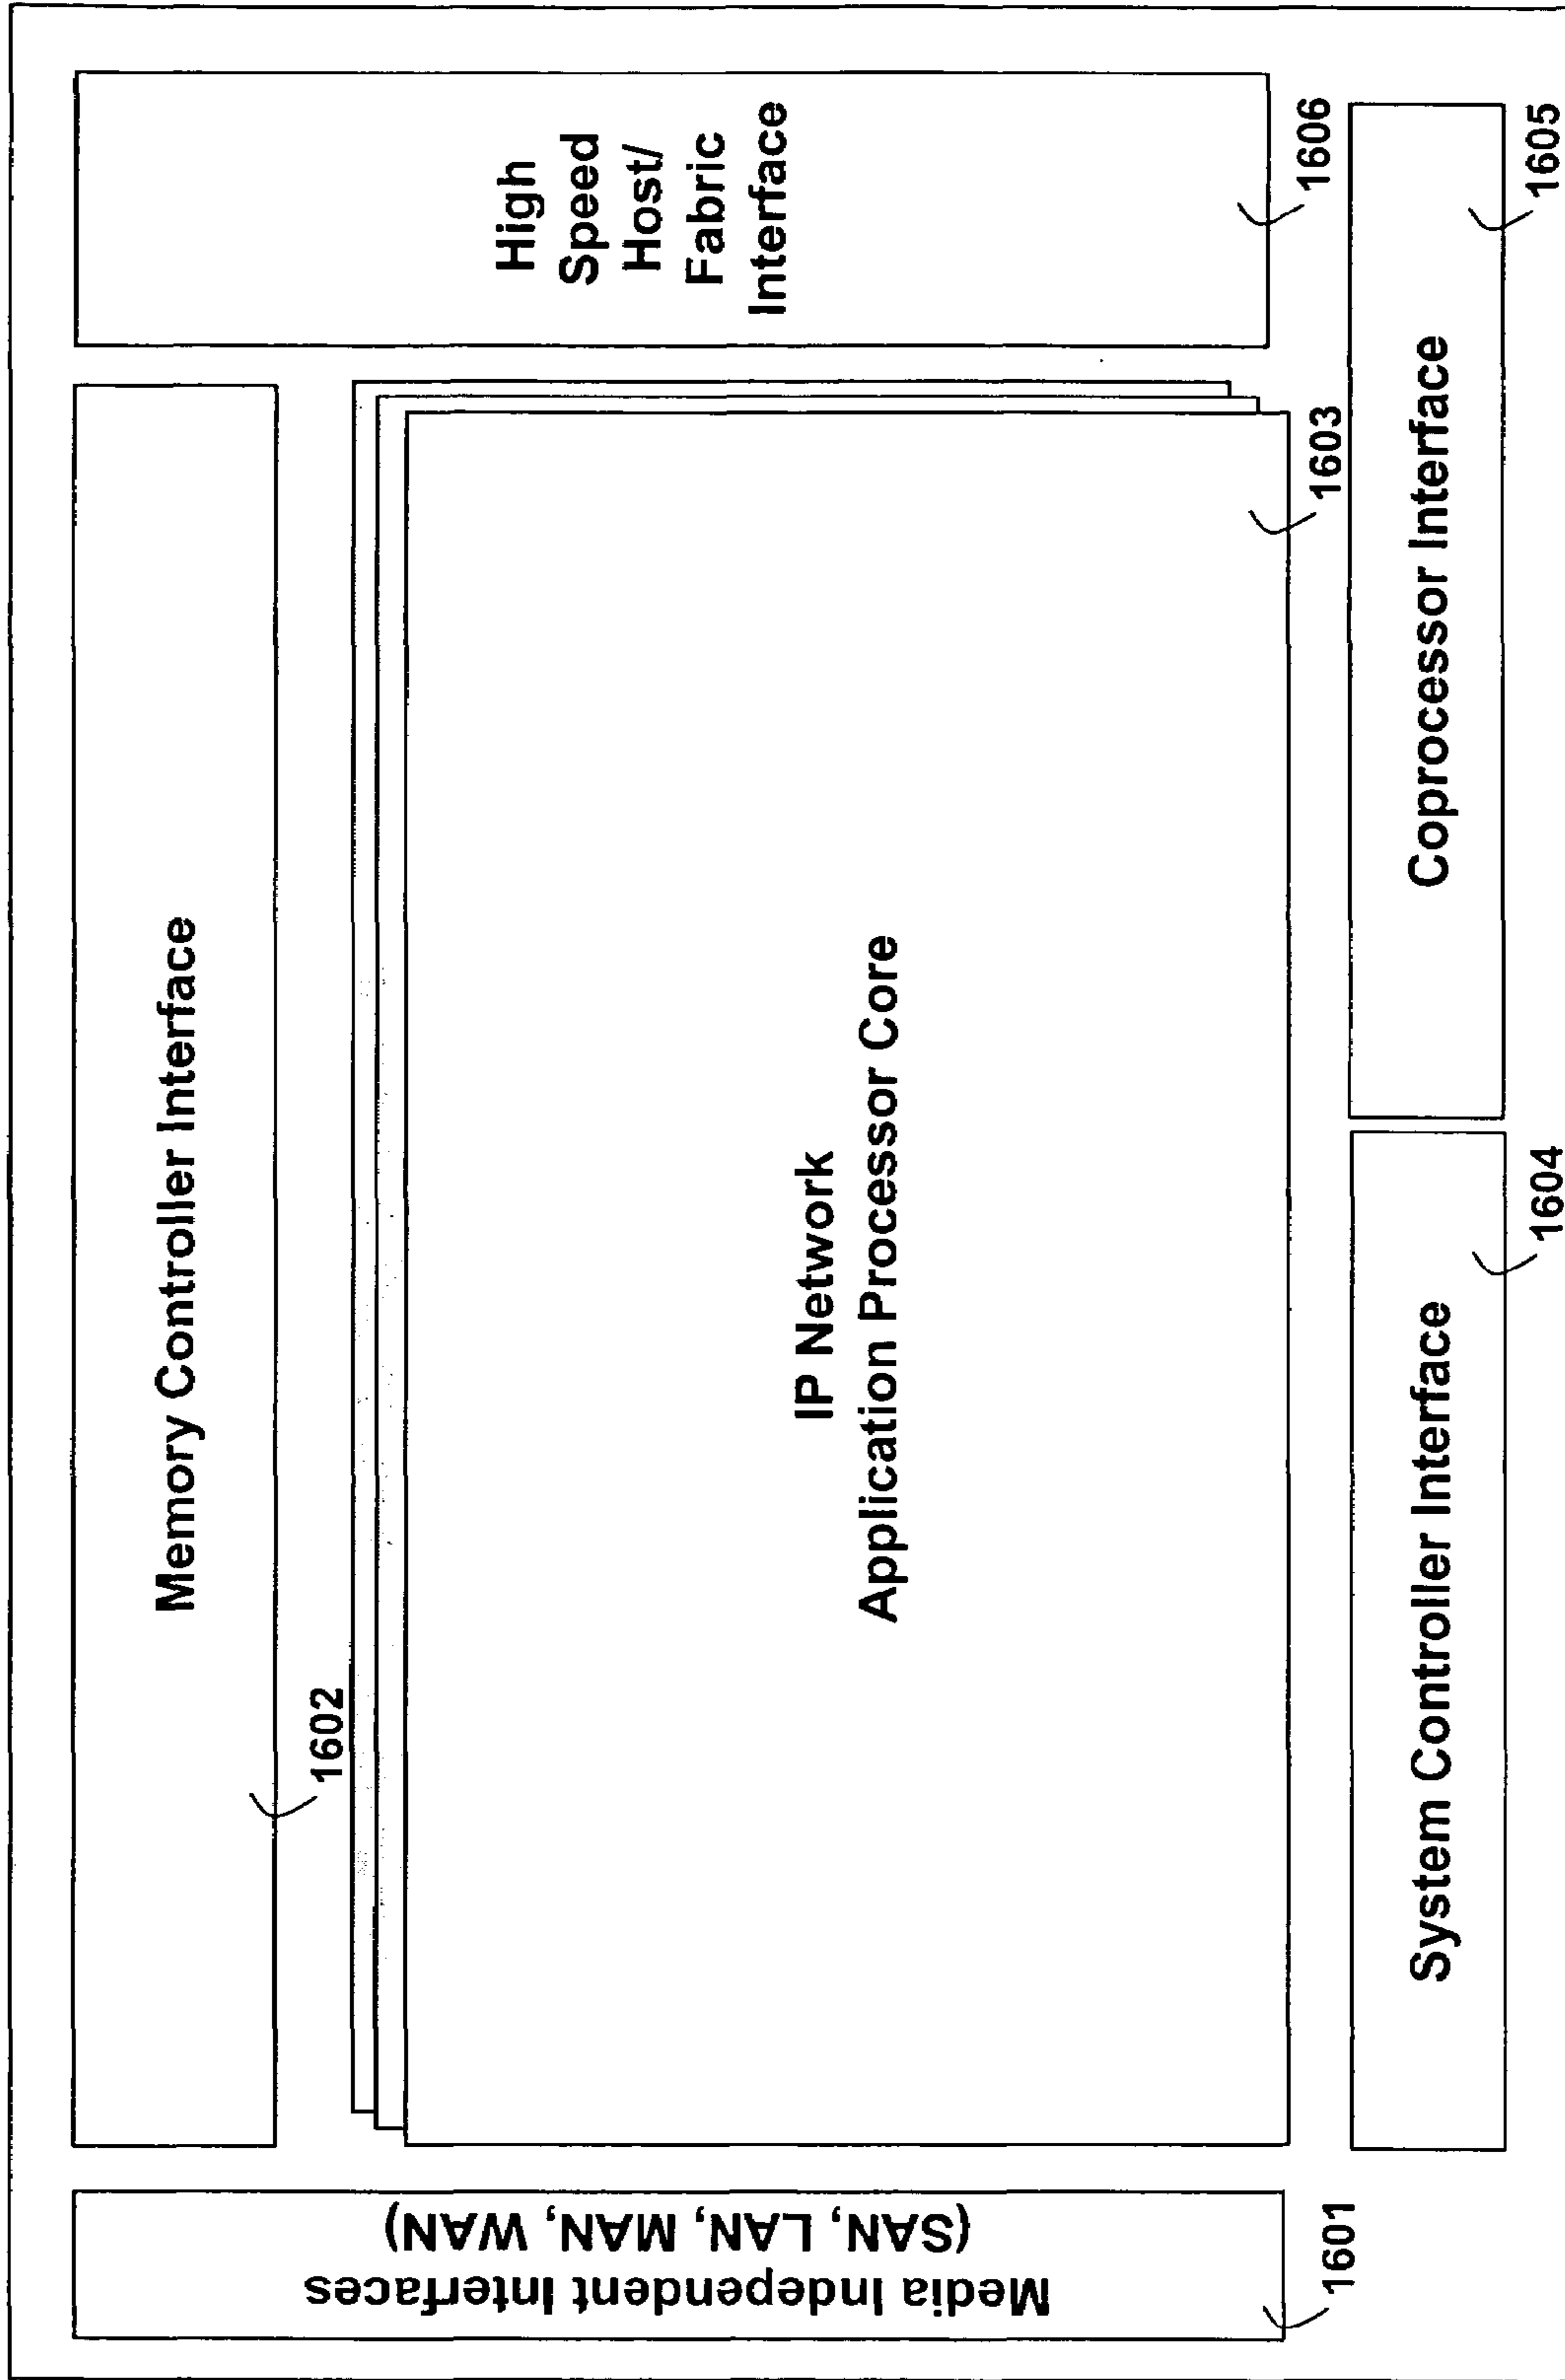 Media Independent Interfaces
(SAN, LAN, MAN, WAN)
1601
Memory Controller Interface
1602
IP Network
Application Processor Core
1603
High
Speed
Host/
Fabric
Interface
1606
System Controller Interface
1604
Coprocessor Interface
1605